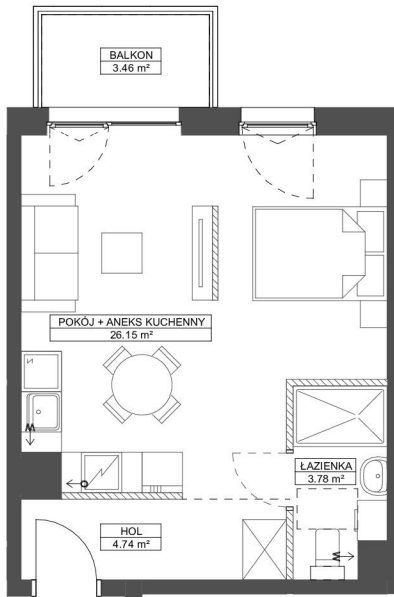 BALKON
3.46 m²
POKÓJ + ANEKS KUCHENNY
26.15 m²
ŁAZIENKA
3.78 m²
HOL
4.74 m²